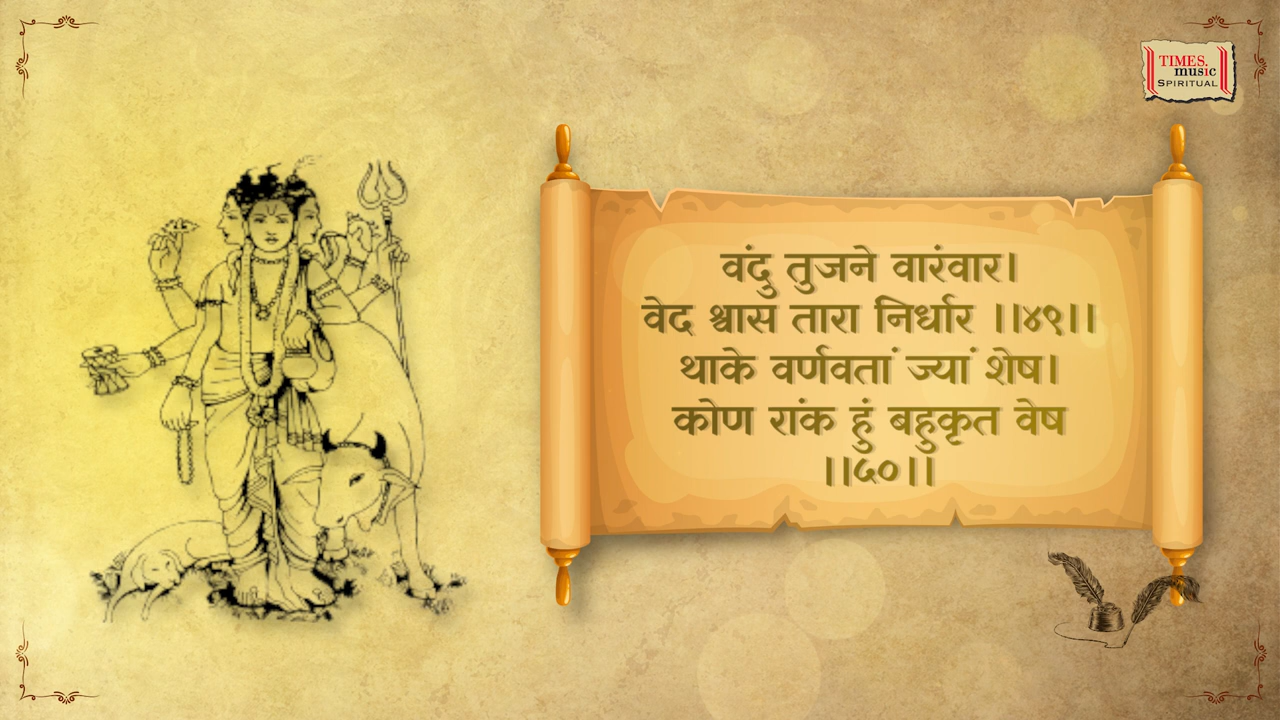 TIMES.
music
SPIRITUAL
वंदु तुजने वारंवार।
वेद श्वास तारा निर्धार ।।४९।।
थाके वर्णवतां ज्यां शेष।
कोण रांक हुं बहुकृत वेष
।।५०।।